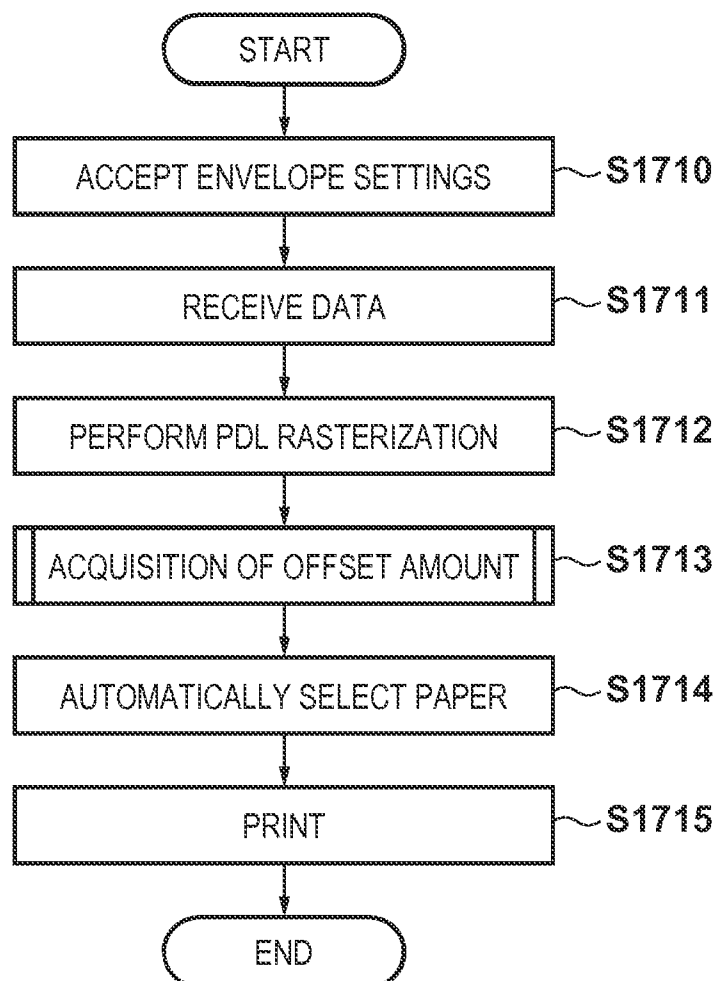 START
ACCEPT ENVELOPE SETTINGS S1710
RECEIVE DATA S1711
PERFORM PDL RASTERIZATION S1712
ACQUISITION OF OFFSET AMOUNT S1713
AUTOMATICALLY SELECT PAPER S1714
PRINT S1715
END